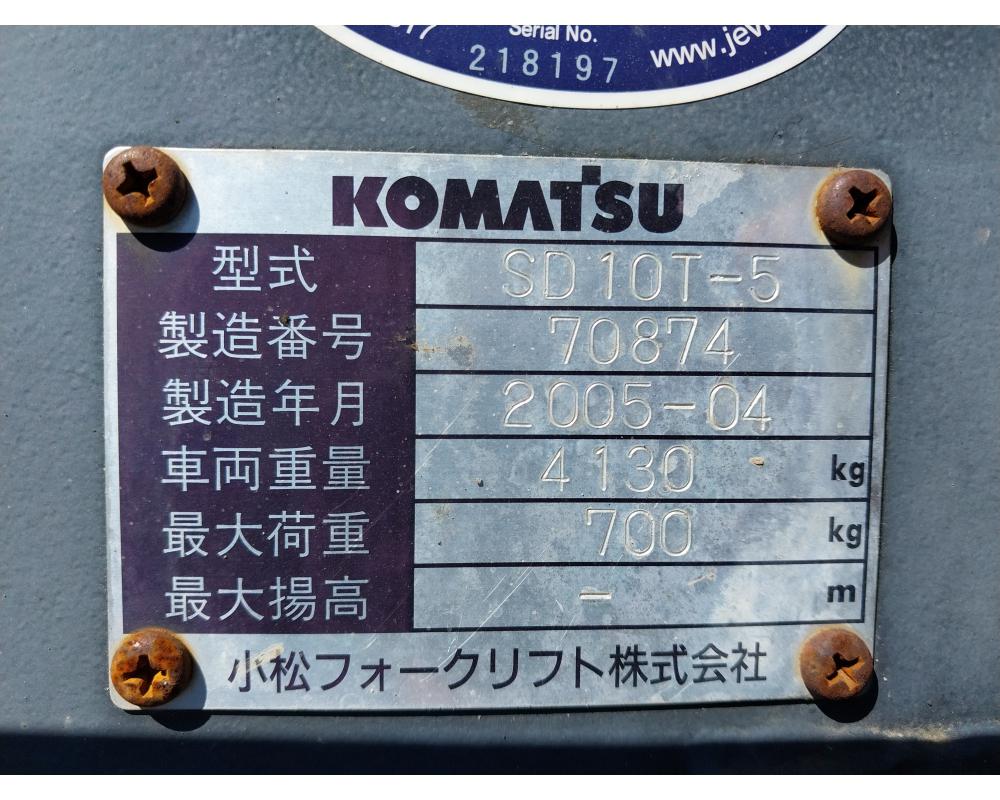 Serial No.
218197
www.jev
KOMATSU
型式 SD10T-5
製造番号 70874
製造年月 2005-04
車両重量 4130 kg
最大荷重 700 kg
最大揚高 - m
小松フォークリフト株式会社